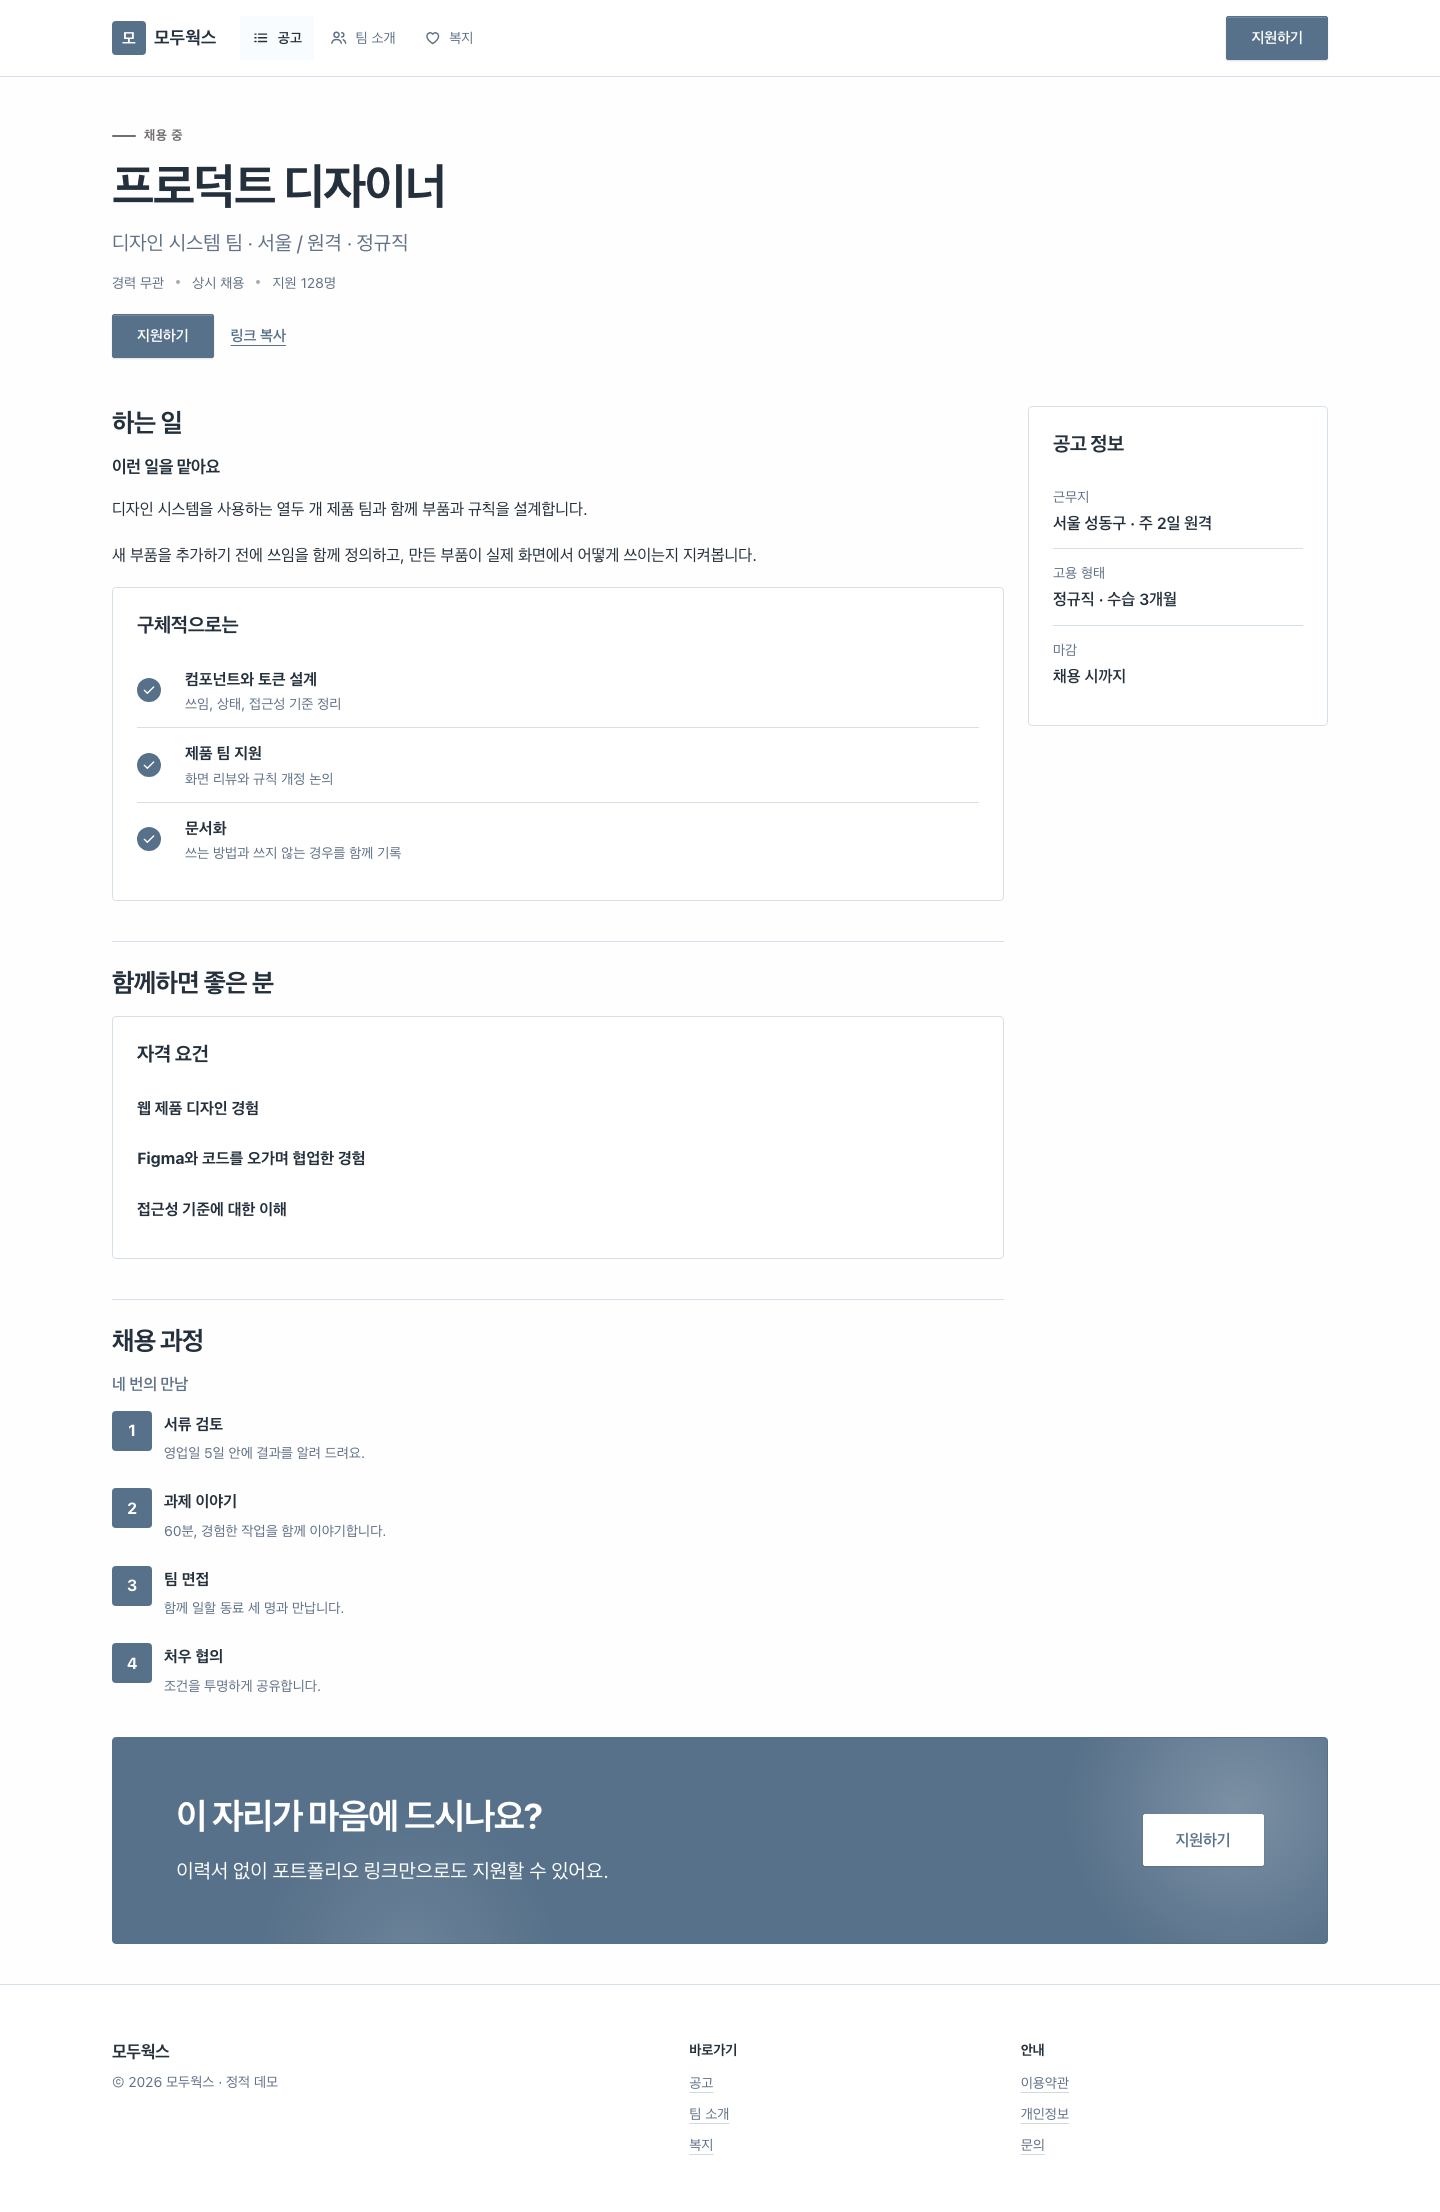 모 모두웍스 공고 팀 소개 복지 지원하기
채용 중
프로덕트 디자이너
디자인 시스템 팀 · 서울 / 원격 · 정규직
경력 무관 • 상시 채용 • 지원 128명
지원하기 링크 복사
하는 일
이런 일을 맡아요
디자인 시스템을 사용하는 열두 개 제품 팀과 함께 부품과 규칙을 설계합니다.
새 부품을 추가하기 전에 쓰임을 함께 정의하고, 만든 부품이 실제 화면에서 어떻게 쓰이는지 지켜봅니다.
구체적으로는
컴포넌트와 토큰 설계
쓰임, 상태, 접근성 기준 정리
제품 팀 지원
화면 리뷰와 규칙 개정 논의
문서화
쓰는 방법과 쓰지 않는 경우를 함께 기록
공고 정보
근무지
서울 성동구 · 주 2일 원격
고용 형태
정규직 · 수습 3개월
마감
채용 시까지
함께하면 좋은 분
자격 요건
웹 제품 디자인 경험
Figma와 코드를 오가며 협업한 경험
접근성 기준에 대한 이해
채용 과정
네 번의 만남
1 서류 검토
영업일 5일 안에 결과를 알려 드려요.
2 과제 이야기
60분, 경험한 작업을 함께 이야기합니다.
3 팀 면접
함께 일할 동료 세 명과 만납니다.
4 처우 협의
조건을 투명하게 공유합니다.
이 자리가 마음에 드시나요?
이력서 없이 포트폴리오 링크만으로도 지원할 수 있어요.
지원하기
모두웍스
© 2026 모두웍스 · 정적 데모
바로가기
공고
팀 소개
복지
안내
이용약관
개인정보
문의